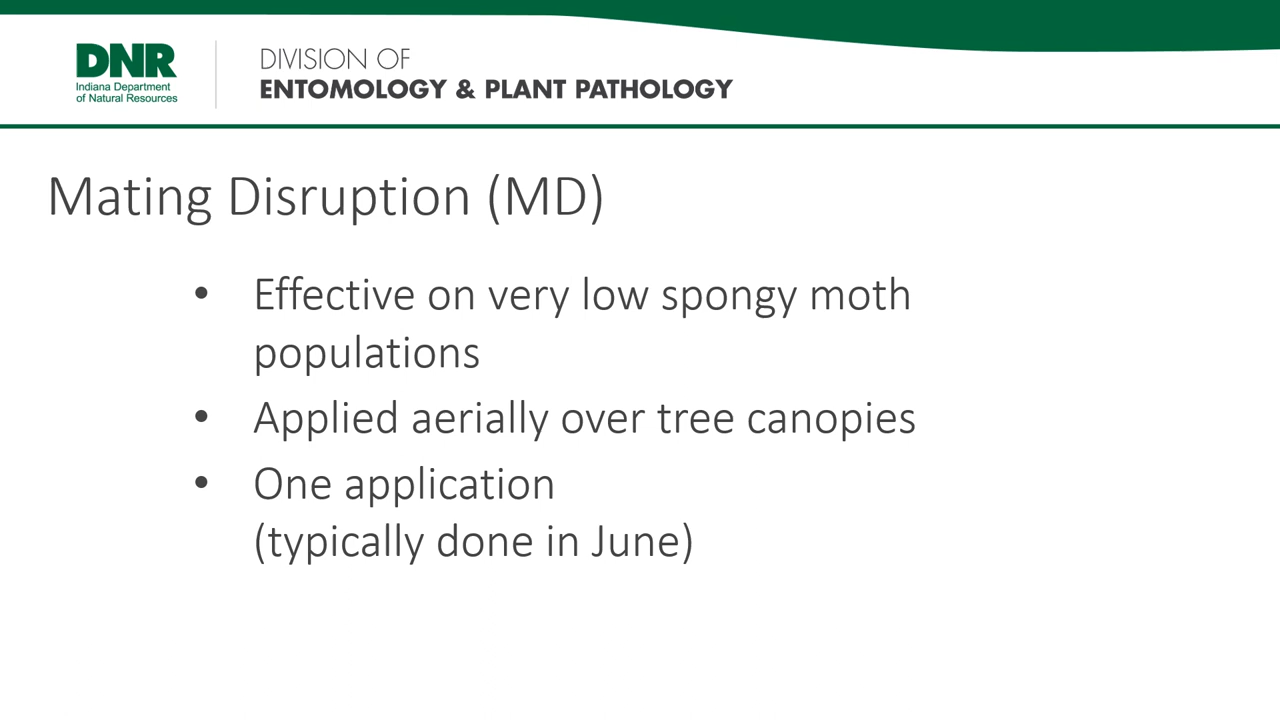 DNR
Indiana Department
of Natural Resources
DIVISION OF
ENTOMOLOGY & PLANT PATHOLOGY
Mating Disruption (MD)
• Effective on very low spongy moth
populations
• Applied aerially over tree canopies
• One application
(typically done in June)